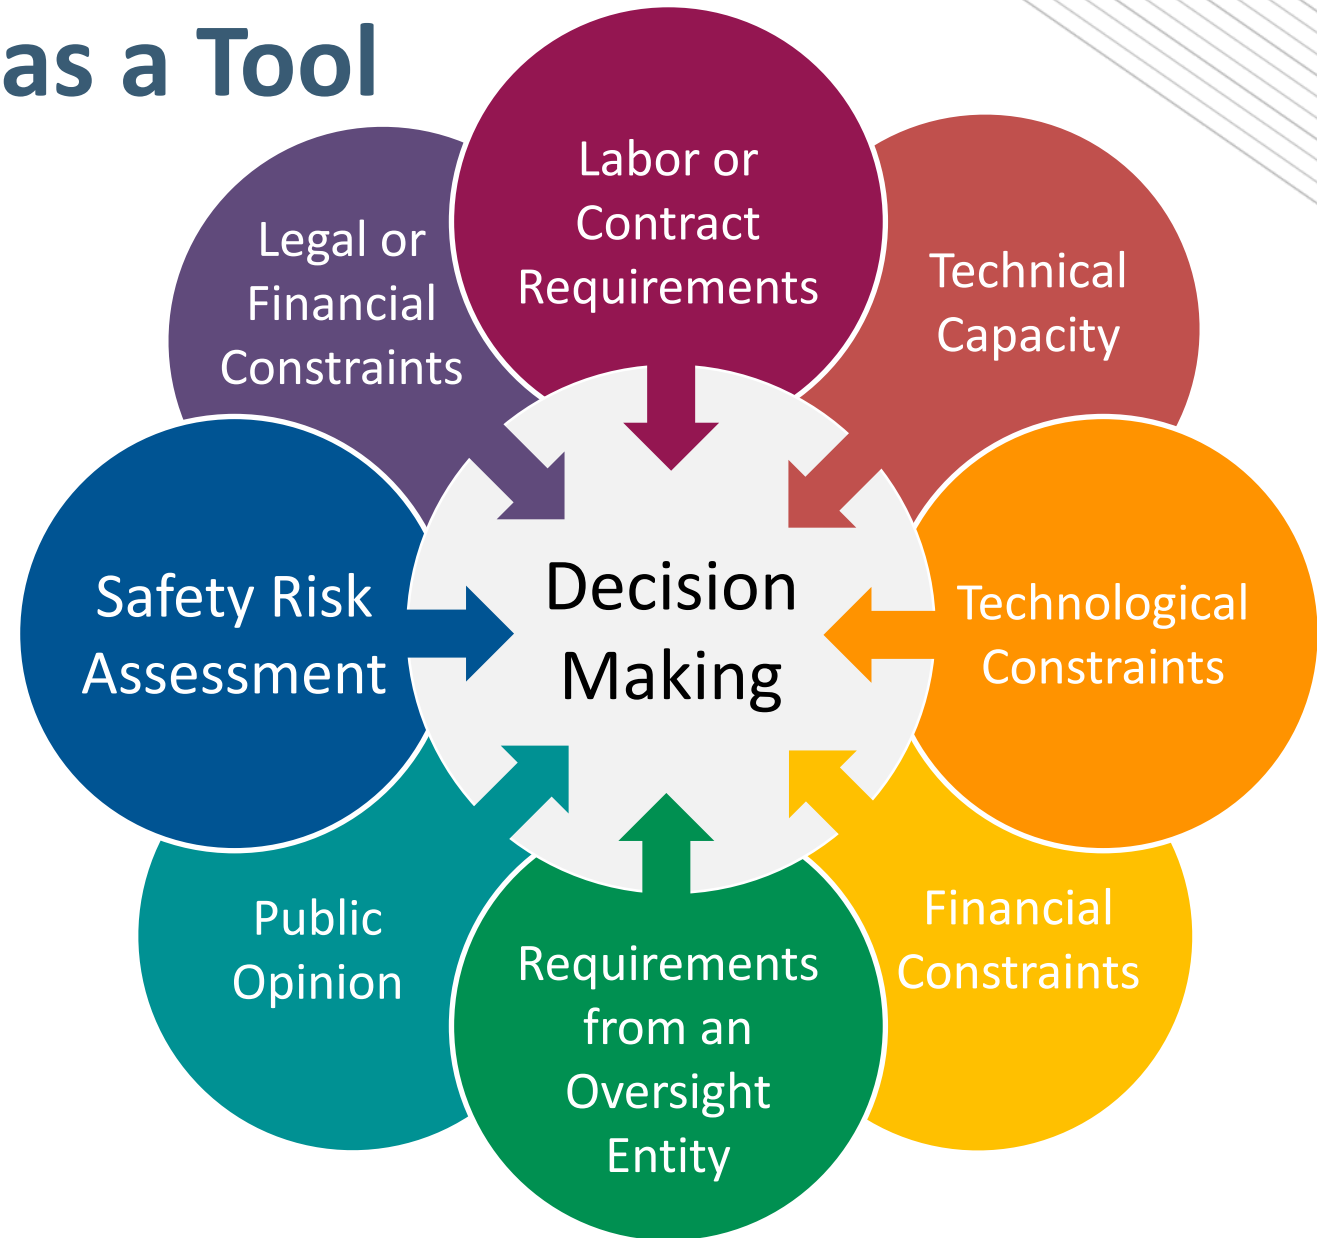 as a Tool
Labor or
Contract
Requirements
Technical
Capacity
Technological
Constraints
Financial
Constraints
Requirements
from an
Oversight
Entity
Public
Opinion
Safety Risk
Assessment
Legal or
Financial
Constraints
Decision
Making